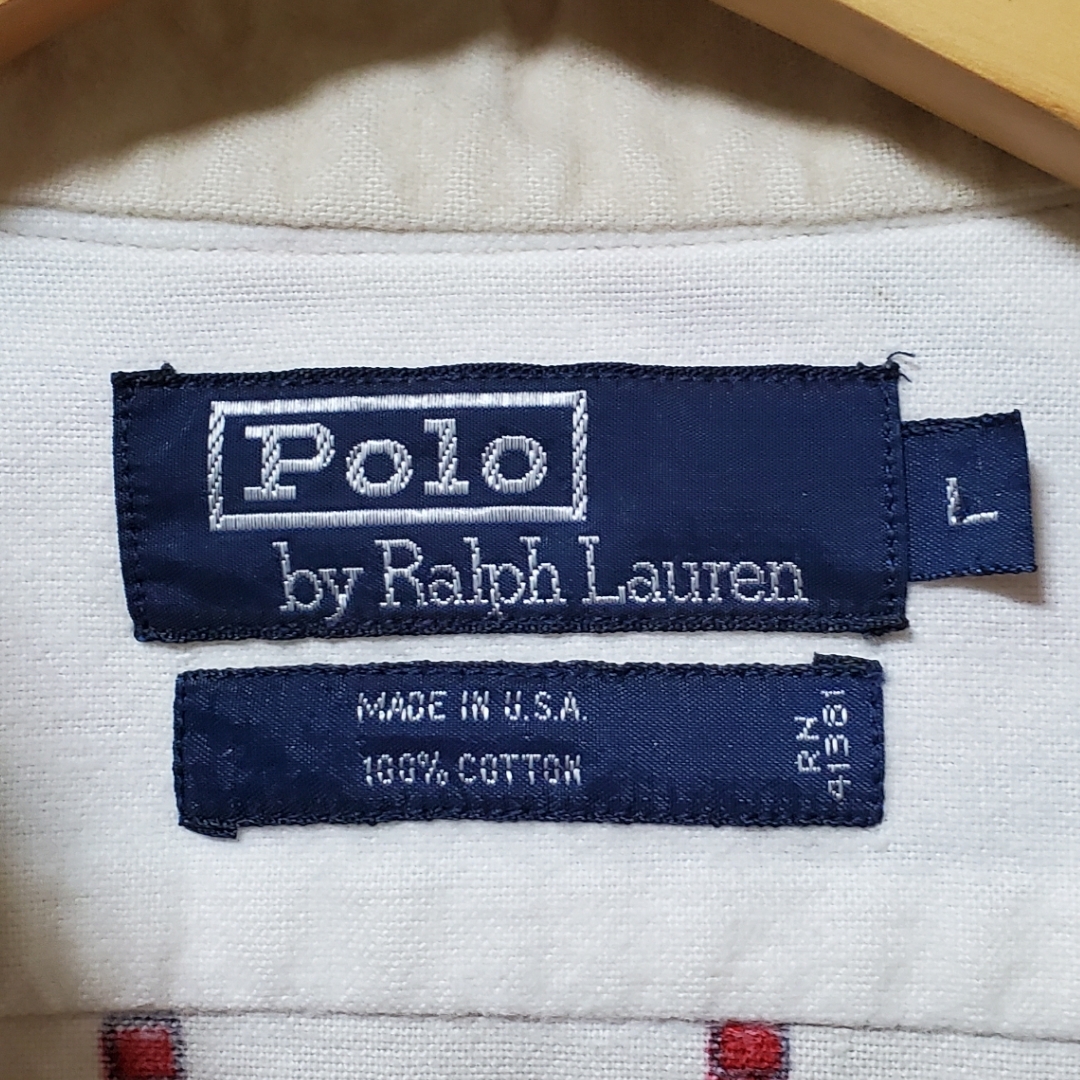 Polo
by Ralph Lauren
L
MADE IN U.S.A.
100% COTTON
RN
41381